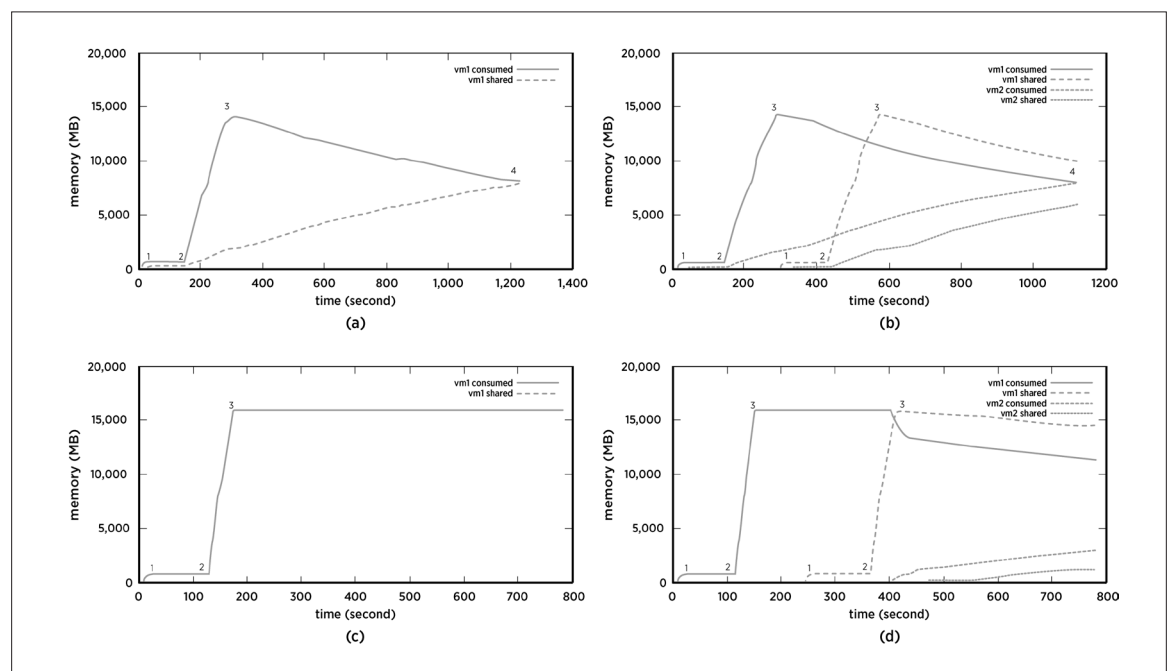 20,000
15,000
10,000
5,000
0
memory (MB)
vm1 consumed
vm1 shared
1
2
3
4
0 200 400 600 800 1,000 1,200 1,400
time (second)
(a)
20,000
15,000
10,000
5,000
0
memory (MB)
vm1 consumed
vm1 shared
vm2 consumed
vm2 shared
1
2
3
1
2
3
4
0 200 400 600 800 1000 1200
time (second)
(b)
20,000
15,000
10,000
5,000
0
memory (MB)
vm1 consumed
vm1 shared
1
2
3
0 100 200 300 400 500 600 700 800
time (second)
(c)
20,000
15,000
10,000
5,000
0
memory (MB)
vm1 consumed
vm1 shared
vm2 consumed
vm2 shared
1
2
3
1
2
3
0 100 200 300 400 500 600 700 800
time (second)
(d)